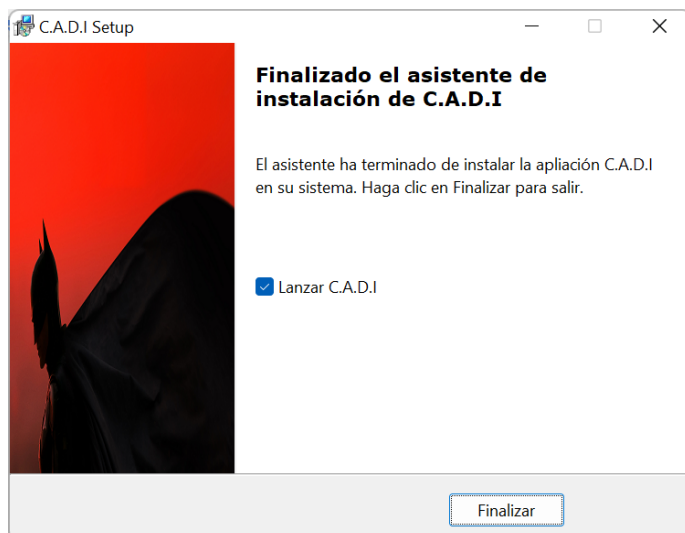 C.A.D.I Setup
Finalizado el asistente de
instalación de C.A.D.I
El asistente ha terminado de instalar la apliación C.A.D.I
en su sistema. Haga clic en Finalizar para salir.
Lanzar C.A.D.I
Finalizar